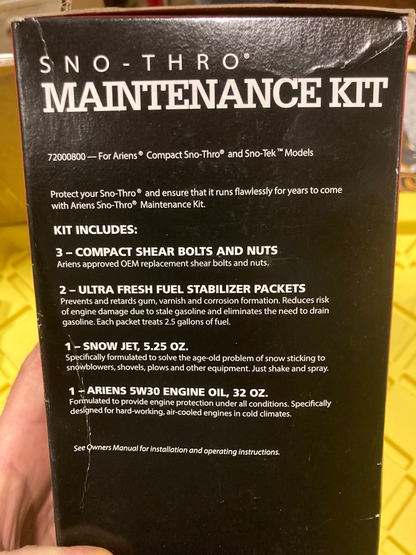 SNO-THRO®
MAINTENANCE KIT
72000800 — For Ariens® Compact Sno-Thro® and Sno-Tek™ Models
Protect your Sno-Thro® and ensure that it runs flawlessly for years to come
with Ariens Sno-Thro® Maintenance Kit.
KIT INCLUDES:
3 – COMPACT SHEAR BOLTS AND NUTS
Ariens approved OEM replacement shear bolts and nuts.
2 – ULTRA FRESH FUEL STABILIZER PACKETS
Prevents and retards gum, varnish and corrosion formation. Reduces risk
of engine damage due to stale gasoline and eliminates the need to drain
gasoline. Each packet treats 2.5 gallons of fuel.
1 – SNOW JET, 5.25 OZ.
Specifically formulated to solve the age-old problem of snow sticking to
snowblowers, shovels, plows and other equipment. Just shake and spray.
1 – ARIENS 5W30 ENGINE OIL, 32 OZ.
Formulated to provide engine protection under all conditions. Specifically
designed for hard-working, air-cooled engines in cold climates.
See Owners Manual for installation and operating instructions.